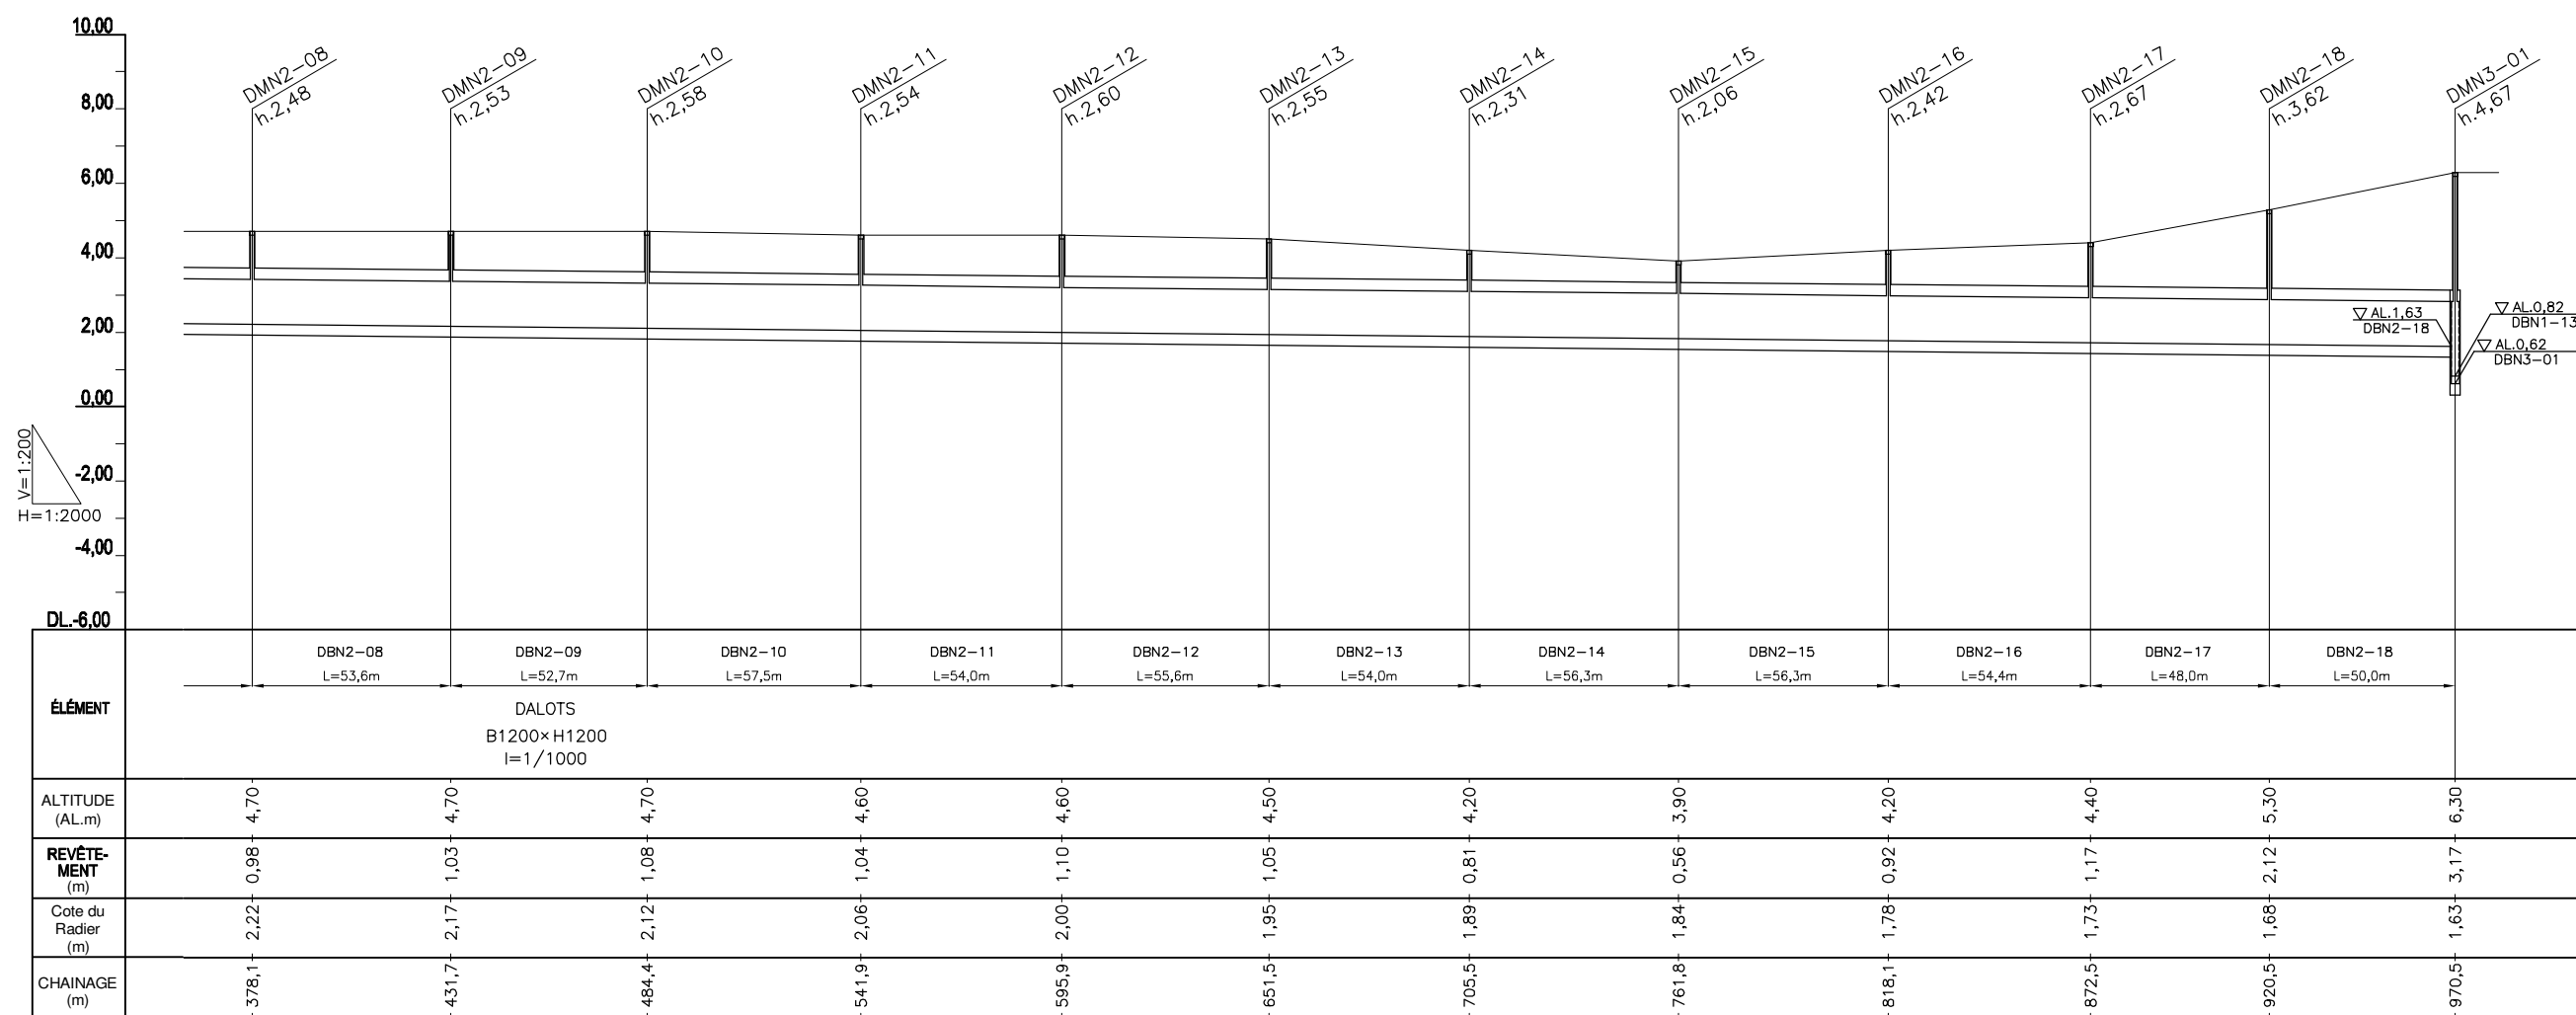 10,00
8,00
6,00
4,00
2,00
0,00
-2,00
-4,00
DL.-6,00
V=1:200
H=1:2000
DMN2-08
h.2,48
DMN2-09
h.2,53
DMN2-10
h.2,58
DMN2-11
h.2,54
DMN2-12
h.2,60
DMN2-13
h.2,55
DMN2-14
h.2,31
DMN2-15
h.2,06
DMN2-16
h.2,42
DMN2-17
h.2,67
DMN2-18
h.3,62
DMN3-01
h.4,67
AL.1,63
DBN2-18
AL.0,82
DBN1-13
AL.0,62
DBN3-01
ÉLÉMENT
DBN2-08 DBN2-09 DBN2-10 DBN2-11 DBN2-12 DBN2-13 DBN2-14 DBN2-15 DBN2-16 DBN2-17 DBN2-18
L=53,6m L=52,7m L=57,5m L=54,0m L=55,6m L=54,0m L=56,3m L=56,3m L=54,4m L=48,0m L=50,0m
DALOTS
B1200×H1200
I=1/1000
ALTITUDE
(AL.m)
4,70 4,70 4,70 4,60 4,60 4,50 4,20 3,90 4,20 4,40 5,30 6,30
REVÊTE-
MENT
(m)
0,98 1,03 1,08 1,04 1,10 1,05 0,81 0,56 0,92 1,17 2,12 3,17
Cote du
Radier
(m)
2,22 2,17 2,12 2,06 2,00 1,95 1,89 1,84 1,78 1,73 1,68 1,63
CHAINAGE
(m)
378,1 431,7 484,4 541,9 595,9 651,5 705,5 761,8 818,1 872,5 920,5 970,5